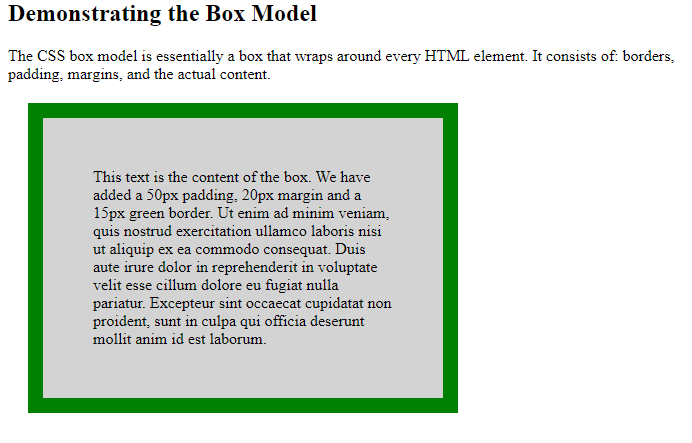 Demonstrating the Box Model
The CSS box model is essentially a box that wraps around every HTML element. It consists of: borders,
padding, margins, and the actual content.
This text is the content of the box. We have
added a 50px padding, 20px margin and a
15px green border. Ut enim ad minim veniam,
quis nostrud exercitation ullamco laboris nisi
ut aliquip ex ea commodo consequat. Duis
aute irure dolor in reprehenderit in voluptate
velit esse cillum dolore eu fugiat nulla
pariatur. Excepteur sint occaecat cupidatat non
proident, sunt in culpa qui officia deserunt
mollit anim id est laborum.